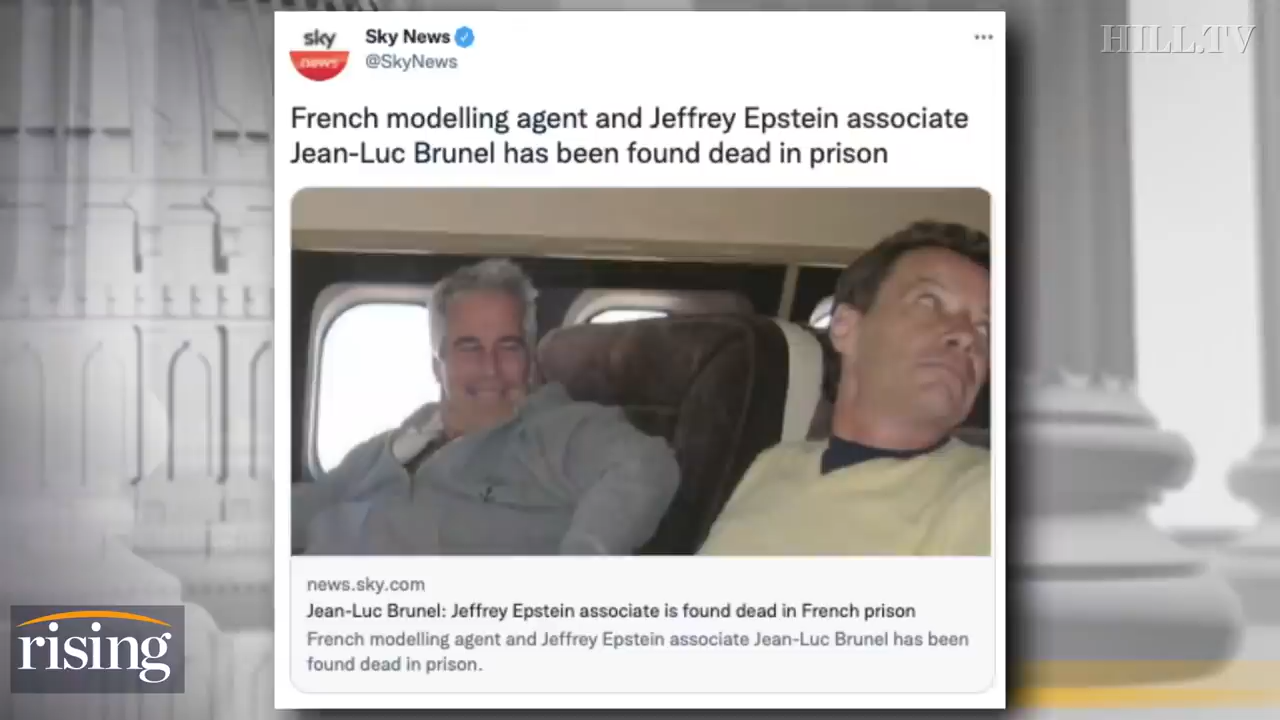 HILL.TV
sky
news
Sky News
@SkyNews
French modelling agent and Jeffrey Epstein associate
Jean-Luc Brunel has been found dead in prison
news.sky.com
Jean-Luc Brunel: Jeffrey Epstein associate is found dead in French prison
French modelling agent and Jeffrey Epstein associate Jean-Luc Brunel has been
found dead in prison.
rising